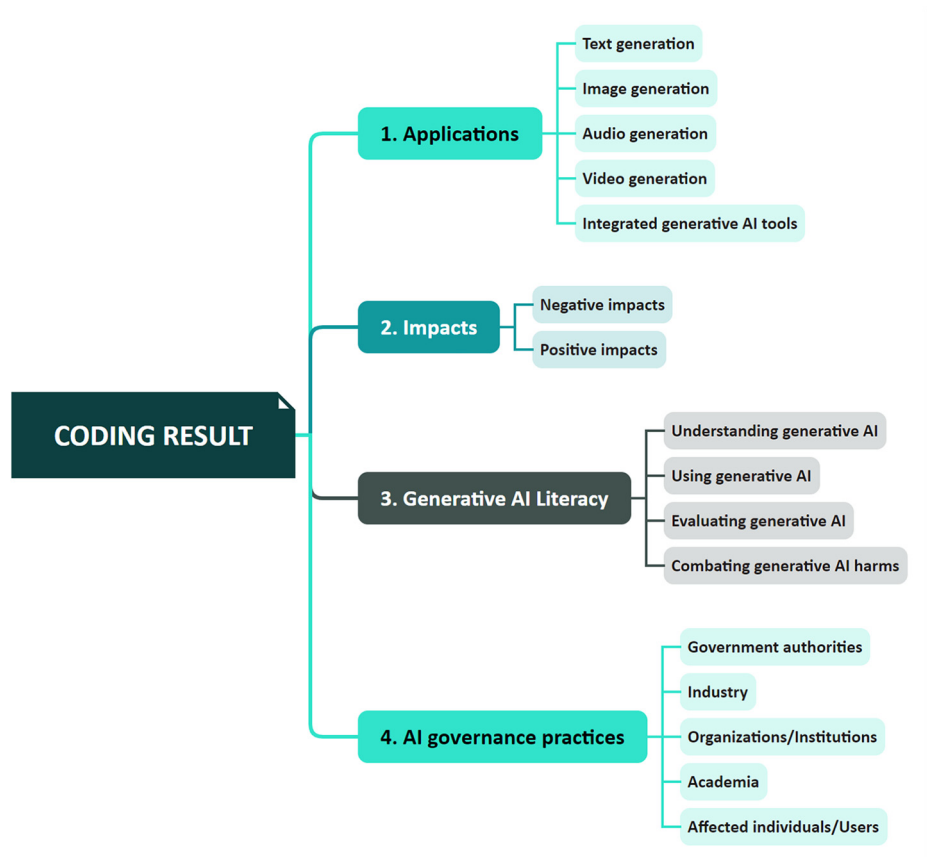 CODING RESULT
1. Applications
Text generation
Image generation
Audio generation
Video generation
Integrated generative AI tools
2. Impacts
Negative impacts
Positive impacts
3. Generative AI Literacy
Understanding generative AI
Using generative AI
Evaluating generative AI
Combating generative AI harms
4. AI governance practices
Government authorities
Industry
Organizations/Institutions
Academia
Affected individuals/Users